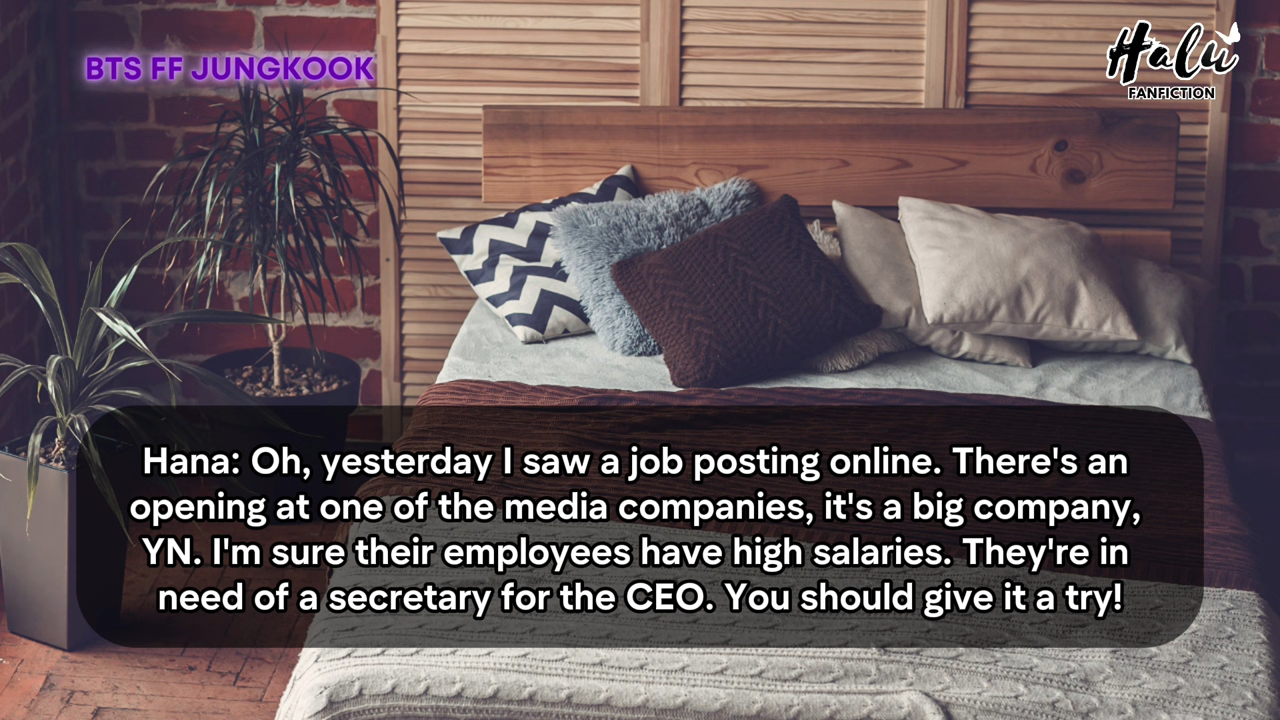 BTS FF JUNGKOOK
Halu
FANFICTION
Hana: Oh, yesterday I saw a job posting online. There's an
opening at one of the media companies, it's a big company,
YN. I'm sure their employees have high salaries. They're in
need of a secretary for the CEO. You should give it a try!